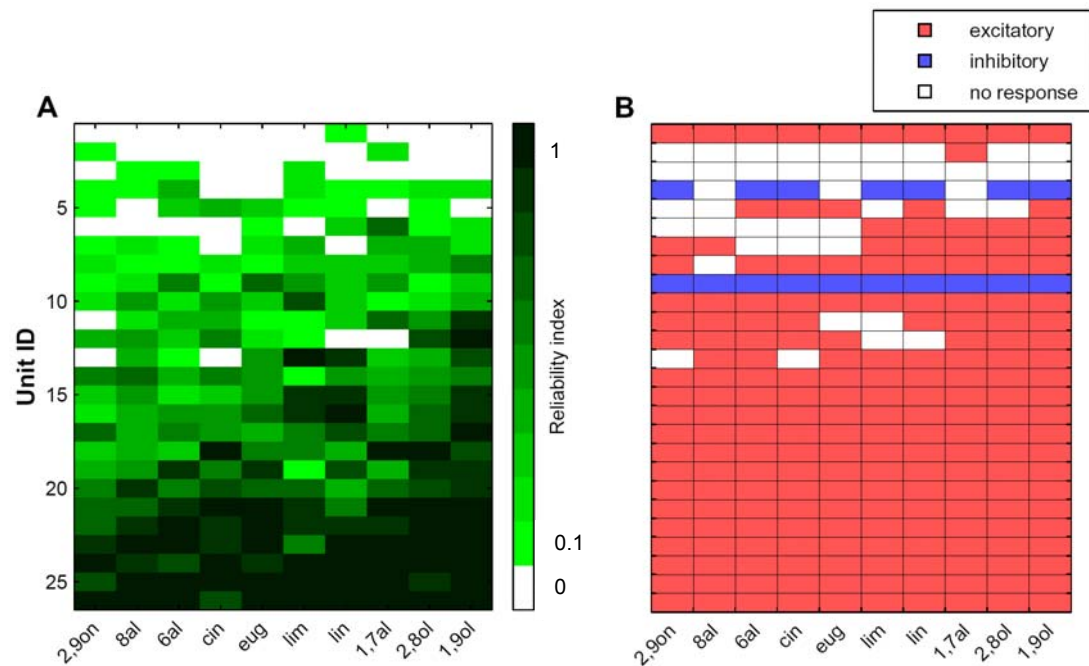 A
1
5
10
15
20
25
Unit ID
0.1
0
Reliability index
2,9on
8al
6al
cin
eug
lim
lin
1,7al
2,8ol
1,9ol
excitatory
inhibitory
no response
B
2,9on
8al
6al
cin
eug
lim
lin
1,7al
2,8ol
1,9ol